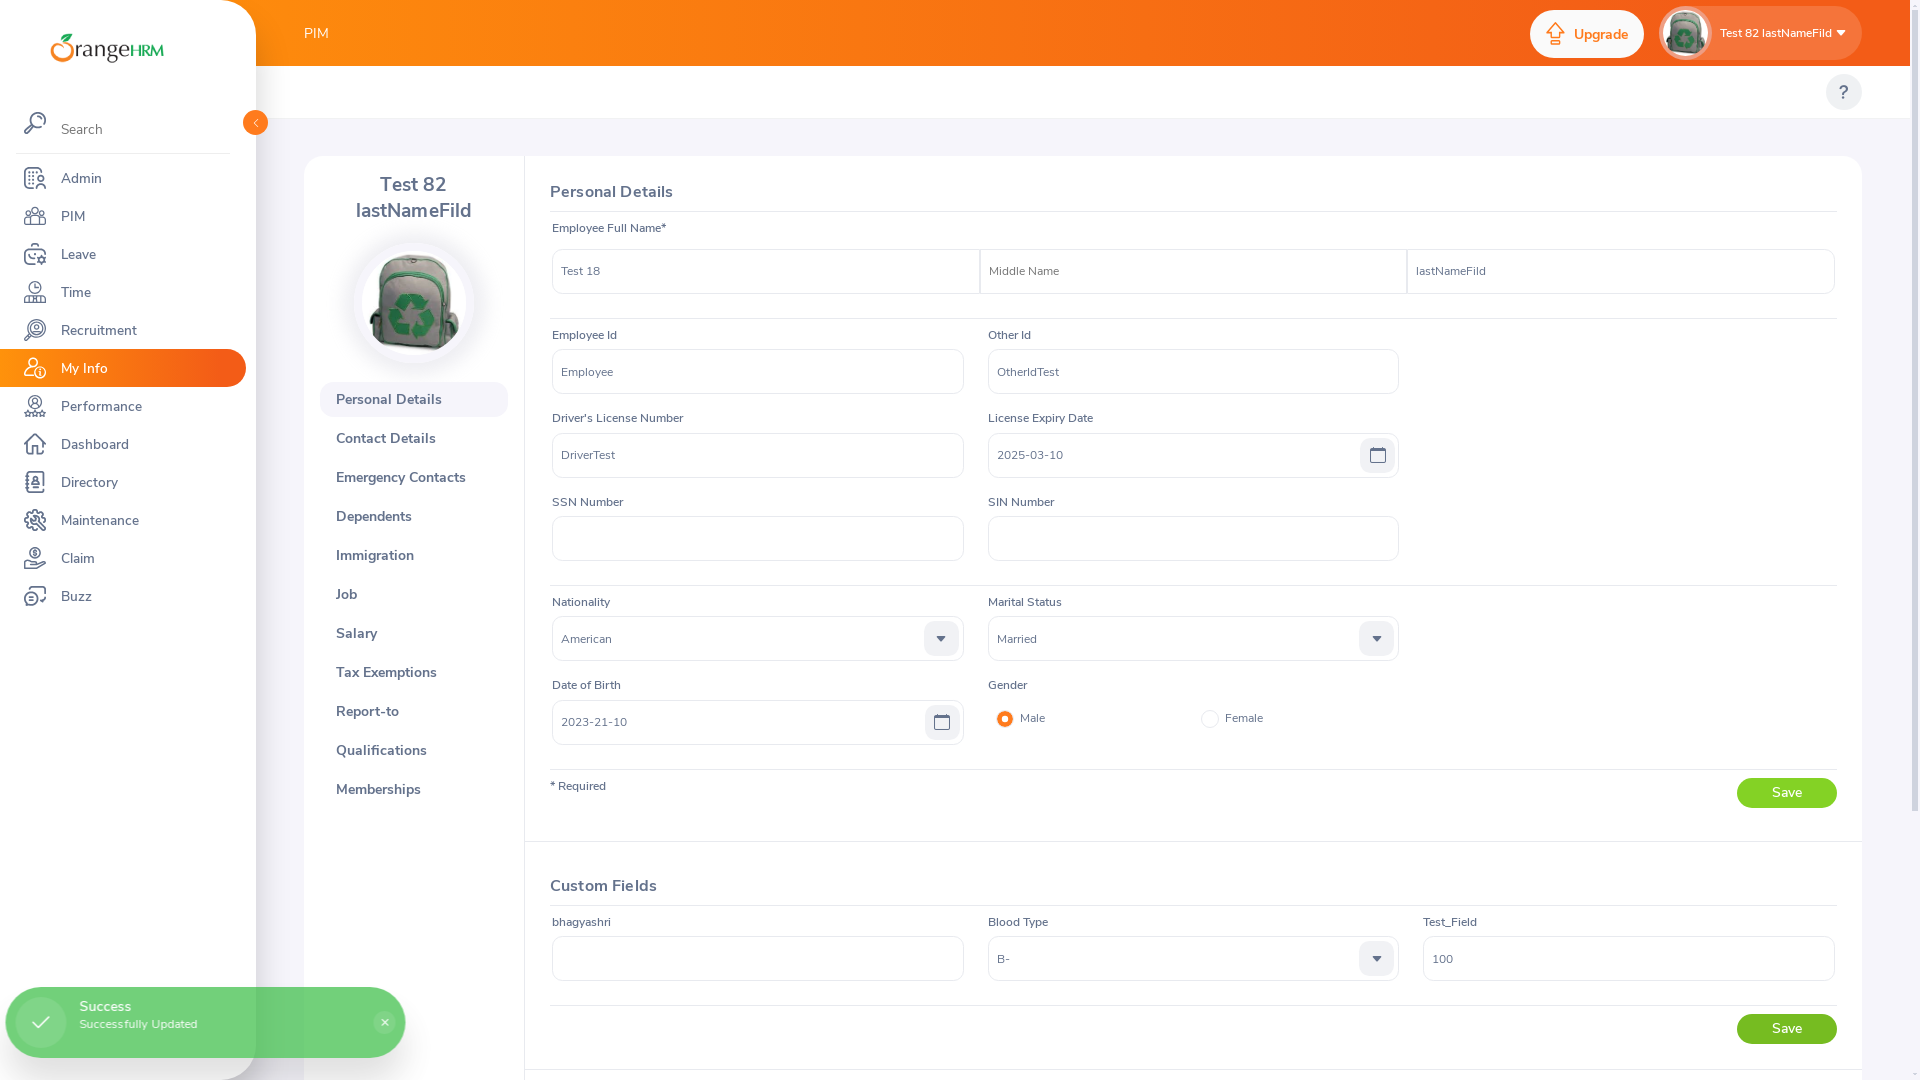 OrangeHRM
PIM
Upgrade
Test 82 lastNameFild
?
Search
Admin
PIM
Leave
Time
Recruitment
My Info
Performance
Dashboard
Directory
Maintenance
Claim
Buzz
Test 82
lastNameFild
Personal Details
Contact Details
Emergency Contacts
Dependents
Immigration
Job
Salary
Tax Exemptions
Report-to
Qualifications
Memberships
Personal Details
Employee Full Name*
Test 18 Middle Name lastNameFild
Employee Id Other Id
Employee OtherIdTest
Driver's License Number License Expiry Date
DriverTest 2025-03-10
SSN Number SIN Number
Nationality Marital Status
American Married
Date of Birth Gender
2023-21-10 Male Female
* Required Save
Custom Fields
bhagyashri Blood Type Test_Field
B- 100
Save
Success
Successfully Updated